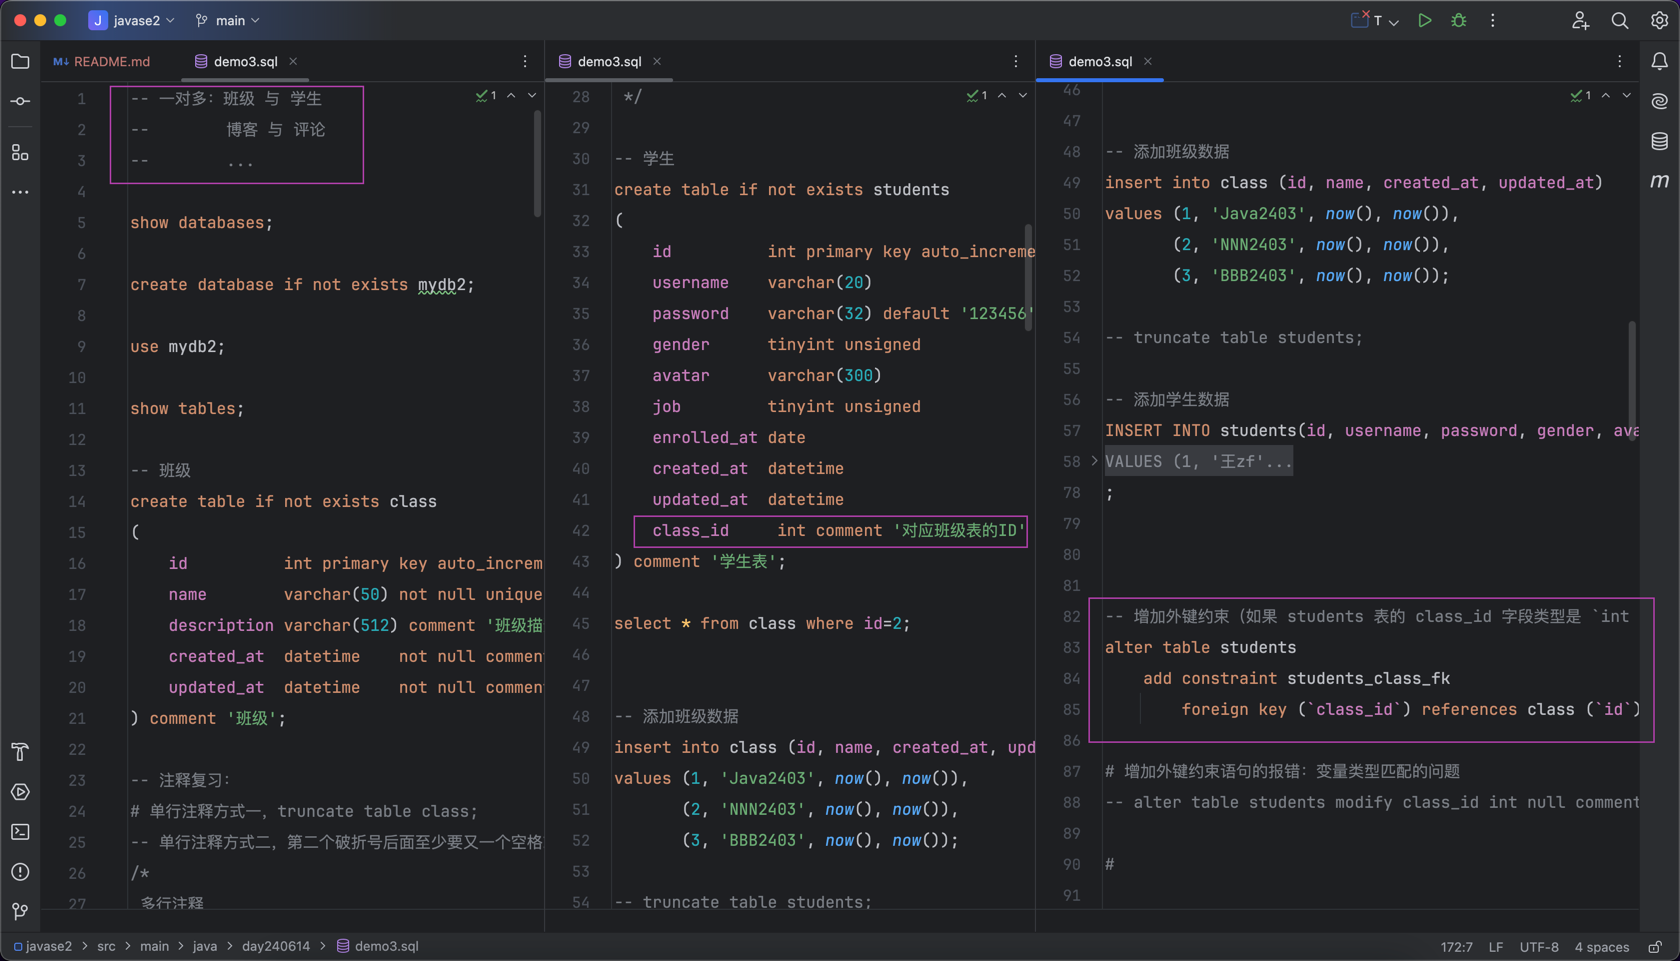 javase2
main
T
README.md
demo3.sql
demo3.sql
demo3.sql
1
1 -- 一对多：班级 与 学生
2 -- 博客 与 评论
3 -- ...
4
5 show databases;
6
7 create database if not exists mydb2;
8
9 use mydb2;
10
11 show tables;
12
13 -- 班级
14 create table if not exists class
15 (
16 id int primary key auto_increm
17 name varchar(50) not null unique
18 description varchar(512) comment '班级描
19 created_at datetime not null commen
20 updated_at datetime not null commen
21 ) comment '班级';
22
23 -- 注释复习：
24 # 单行注释方式一，truncate table class;
25 -- 单行注释方式二，第二个破折号后面至少要又一个空格
26 /*
27 多行注释
1
28 */
29
30 -- 学生
31 create table if not exists students
32 (
33 id int primary key auto_increme
34 username varchar(20)
35 password varchar(32) default '123456'
36 gender tinyint unsigned
37 avatar varchar(300)
38 job tinyint unsigned
39 enrolled_at date
40 created_at datetime
41 updated_at datetime
42 class_id int comment '对应班级表的ID'
43 ) comment '学生表';
44
45 select * from class where id=2;
46
47
48 -- 添加班级数据
49 insert into class (id, name, created_at, upd
50 values (1, 'Java2403', now(), now()),
51 (2, 'NNN2403', now(), now()),
52 (3, 'BBB2403', now(), now());
53
54 -- truncate table students;
1
46
47
48 -- 添加班级数据
49 insert into class (id, name, created_at, updated_at)
50 values (1, 'Java2403', now(), now()),
51 (2, 'NNN2403', now(), now()),
52 (3, 'BBB2403', now(), now());
53
54 -- truncate table students;
55
56 -- 添加学生数据
57 INSERT INTO students(id, username, password, gender, ava
58 VALUES (1, '王zf'...
78 ;
79
80
81
82 -- 增加外键约束（如果 students 表的 class_id 字段类型是 `int
83 alter table students
84 add constraint students_class_fk
85 foreign key (`class_id`) references class (`id`)
86
87 # 增加外键约束语句的报错：变量类型匹配的问题
88 -- alter table students modify class_id int null comment
89
90 #
91
javase2 > src > main > java > day240614 > demo3.sql
172:7 LF UTF-8 4 spaces